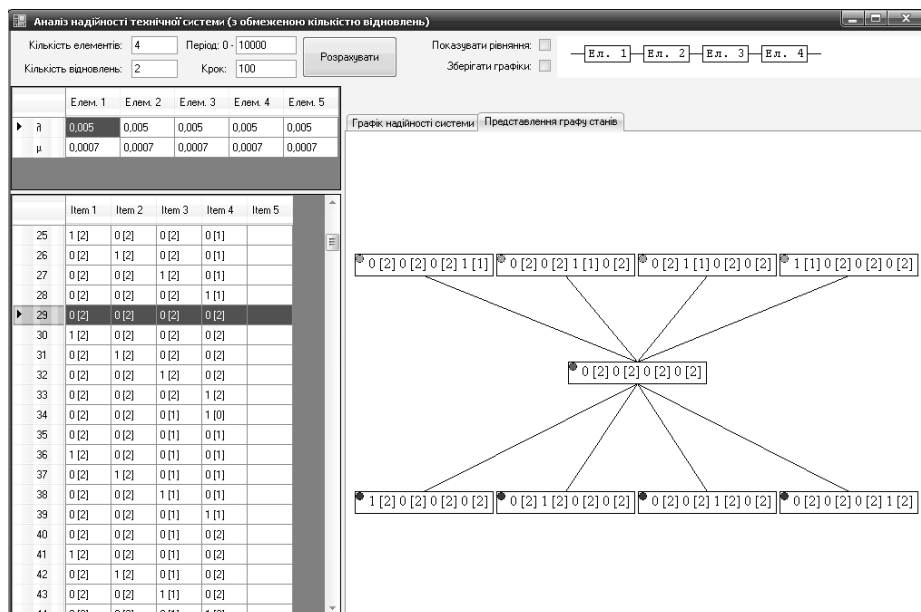 Аналіз надійності технічної системи (з обмеженою кількістю відновлень)
Кількість елементів: 4 Період: 0 - 10000 Розрахувати Показувати рівняння:
Кількість відновлень: 2 Крок: 100 Зберігати графіки:
Ел. 1 Ел. 2 Ел. 3 Ел. 4
Елем. 1 Елем. 2 Елем. 3 Елем. 4 Елем. 5
λ 0,005 0,005 0,005 0,005 0,005
μ 0,0007 0,0007 0,0007 0,0007 0,0007
Графік надійності системи Представлення графу станів
Item 1 Item 2 Item 3 Item 4 Item 5
25 1 [2] 0 [2] 0 [2] 0 [1]
26 0 [2] 1 [2] 0 [2] 0 [1]
27 0 [2] 0 [2] 1 [2] 0 [1]
28 0 [2] 0 [2] 0 [2] 1 [1]
29 0 [2] 0 [2] 0 [2] 0 [2]
30 1 [2] 0 [2] 0 [2] 0 [2]
31 0 [2] 1 [2] 0 [2] 0 [2]
32 0 [2] 0 [2] 1 [2] 0 [2]
33 0 [2] 0 [2] 0 [2] 1 [2]
34 0 [2] 0 [2] 0 [1] 1 [0]
35 0 [2] 0 [2] 0 [1] 0 [1]
36 1 [2] 0 [2] 0 [1] 0 [1]
37 0 [2] 1 [2] 0 [1] 0 [1]
38 0 [2] 0 [2] 1 [1] 0 [1]
39 0 [2] 0 [2] 0 [1] 1 [1]
40 0 [2] 0 [2] 0 [1] 0 [2]
41 1 [2] 0 [2] 0 [1] 0 [2]
42 0 [2] 1 [2] 0 [1] 0 [2]
43 0 [2] 0 [2] 1 [1] 0 [2]
0 [2] 0 [2] 0 [2] 1 [1]
0 [2] 0 [2] 1 [1] 0 [2]
0 [2] 1 [1] 0 [2] 0 [2]
1 [1] 0 [2] 0 [2] 0 [2]
0 [2] 0 [2] 0 [2] 0 [2]
1 [2] 0 [2] 0 [2] 0 [2]
0 [2] 1 [2] 0 [2] 0 [2]
0 [2] 0 [2] 1 [2] 0 [2]
0 [2] 0 [2] 0 [2] 1 [2]